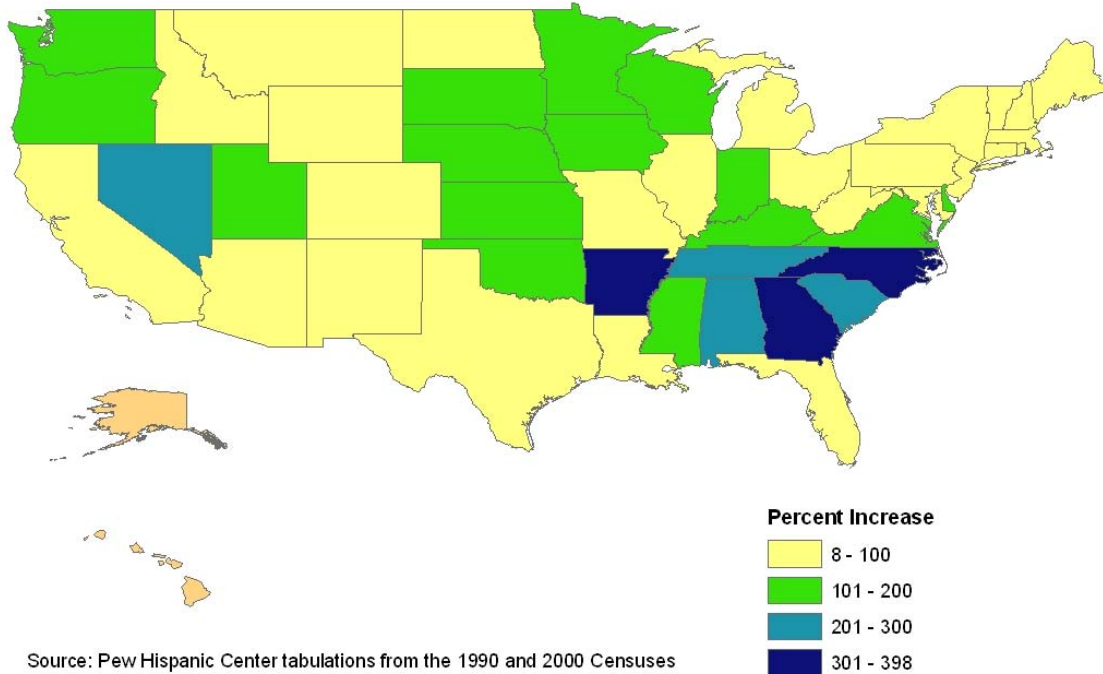 Percent Increase
8 - 100
101 - 200
201 - 300
301 - 398
Source: Pew Hispanic Center tabulations from the 1990 and 2000 Censuses